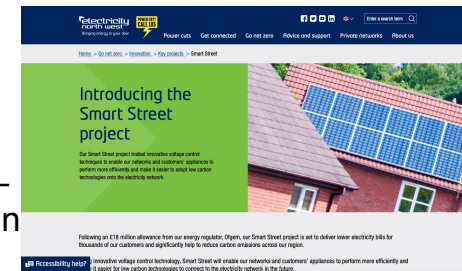 electricity
north west
Bringing energy to your door
POWER CUT?
CALL 105
Enter a search term
Power cuts Get connected Go net zero Advice and support Private networks About us
Home > Go net zero > Innovation > Key projects > Smart Street
Introducing the
Smart Street
project
Our Smart Street project trialled innovative voltage control
techniques to enable our networks and customers' appliances to
perform more efficiently and make it easier to adopt low carbon
technologies onto the electricity network.
n
Following an £18 million allowance from our energy regulator, Ofgem, our Smart Street project is set to deliver lower electricity bills for
thousands of our customers and significantly help to reduce carbon emissions across our region.
innovative voltage control technology, Smart Street will enable our networks and customers' appliances to perform more efficiently and
Accessibility help?
it easier for low carbon technologies to connect to the electricity network in the future.